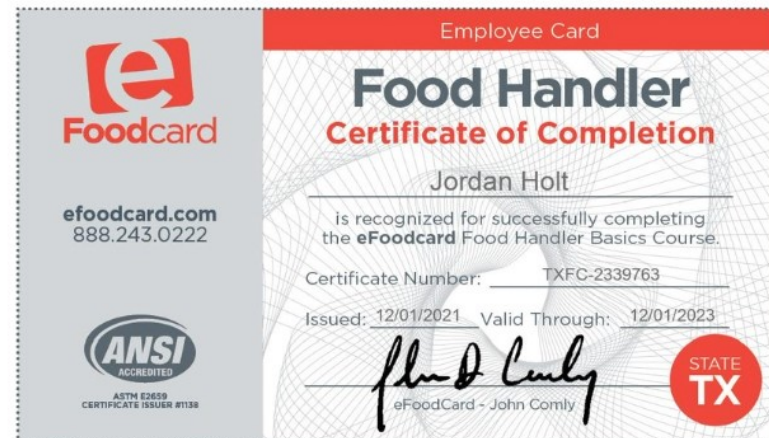 e
Foodcard
efoodcard.com
888.243.0222
ANSI
ACCREDITED
ASTM E2659
CERTIFICATE ISSUER #1138
Employee Card
Food Handler
Certificate of Completion
Jordan Holt
is recognized for successfully completing
the eFoodcard Food Handler Basics Course.
Certificate Number: TXFC-2339763
Issued: 12/01/2021 Valid Through: 12/01/2023
John D Comly
eFoodCard - John Comly
STATE
TX